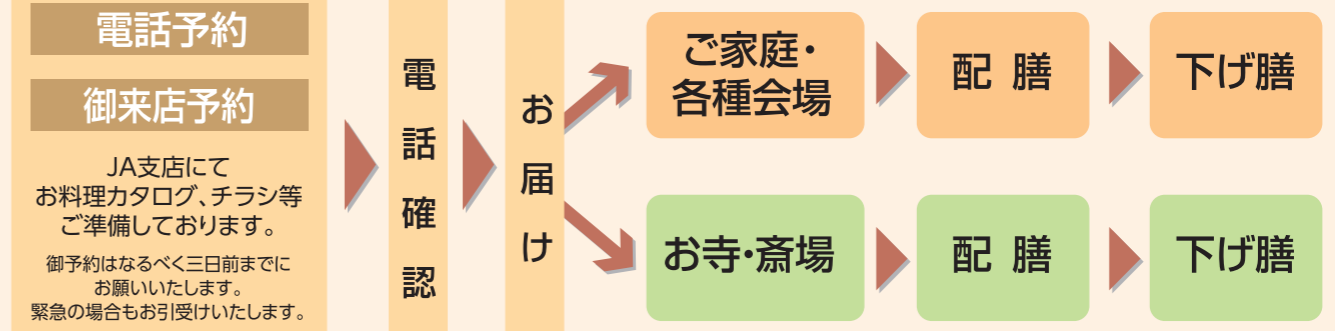 電話予約
御来店予約
JA支店にて
お料理カタログ、チラシ等
ご準備しております。
御予約はなるべく三日前までに
お願いいたします。
緊急の場合もお引受けいたします。
電話確認
お届け
ご家庭・
各種会場
配 膳
下げ膳
お寺・斎場
配 膳
下げ膳